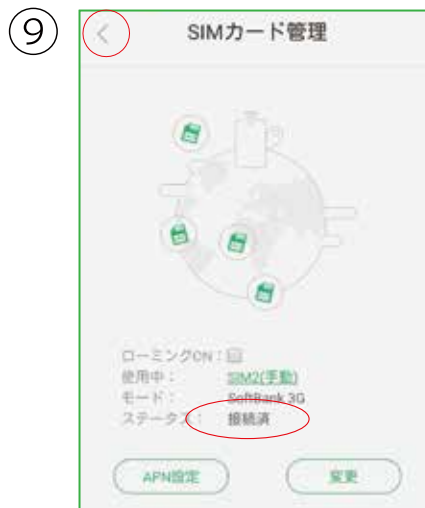 ⑨
< SIMカード管理
ローミングON：
使用中： SIM2(手動)
モード： SoftBank 3G
ステータス： 接続済
APN設定 変更